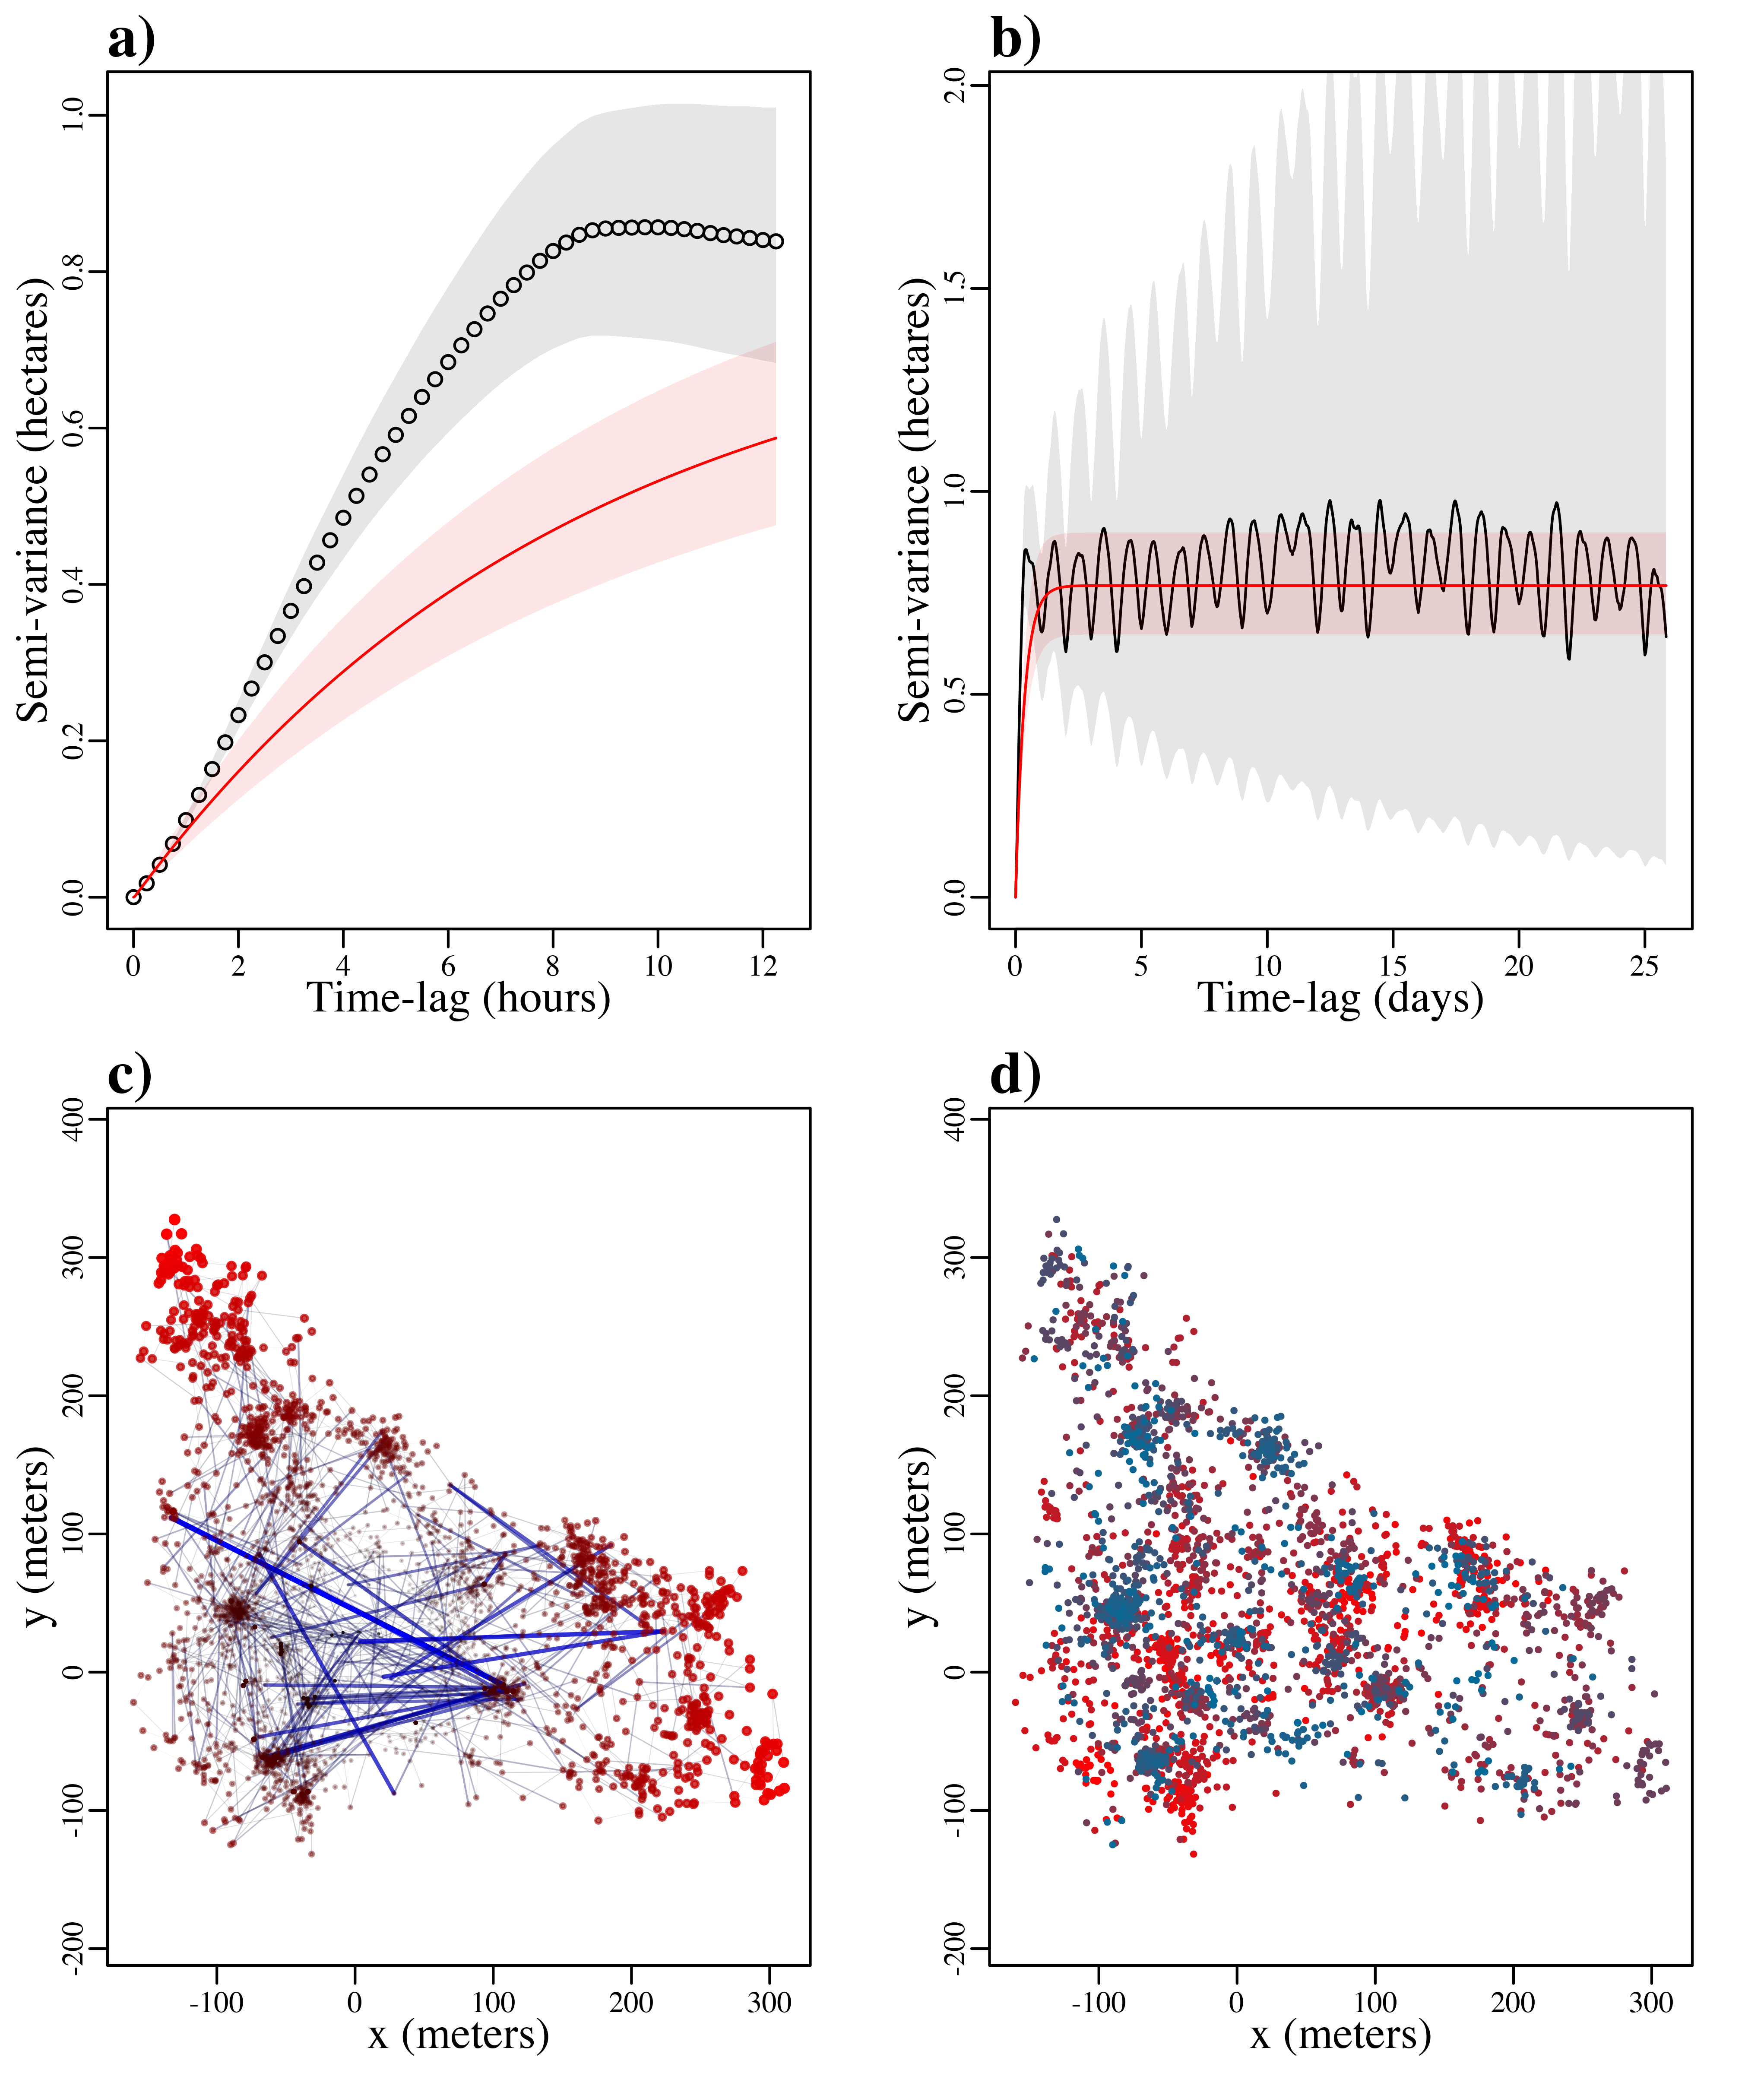 a)
Semi-variance (hectares)
0.0 0.2 0.4 0.6 0.8 1.0
0 2 4 6 8 10 12
Time-lag (hours)
b)
Semi-variance (hectares)
0.0 0.5 1.0 1.5 2.0
0 5 10 15 20 25
Time-lag (days)
c)
y (meters)
-200 -100 0 100 200 300 400
-100 0 100 200 300
x (meters)
d)
y (meters)
-200 -100 0 100 200 300 400
-100 0 100 200 300
x (meters)